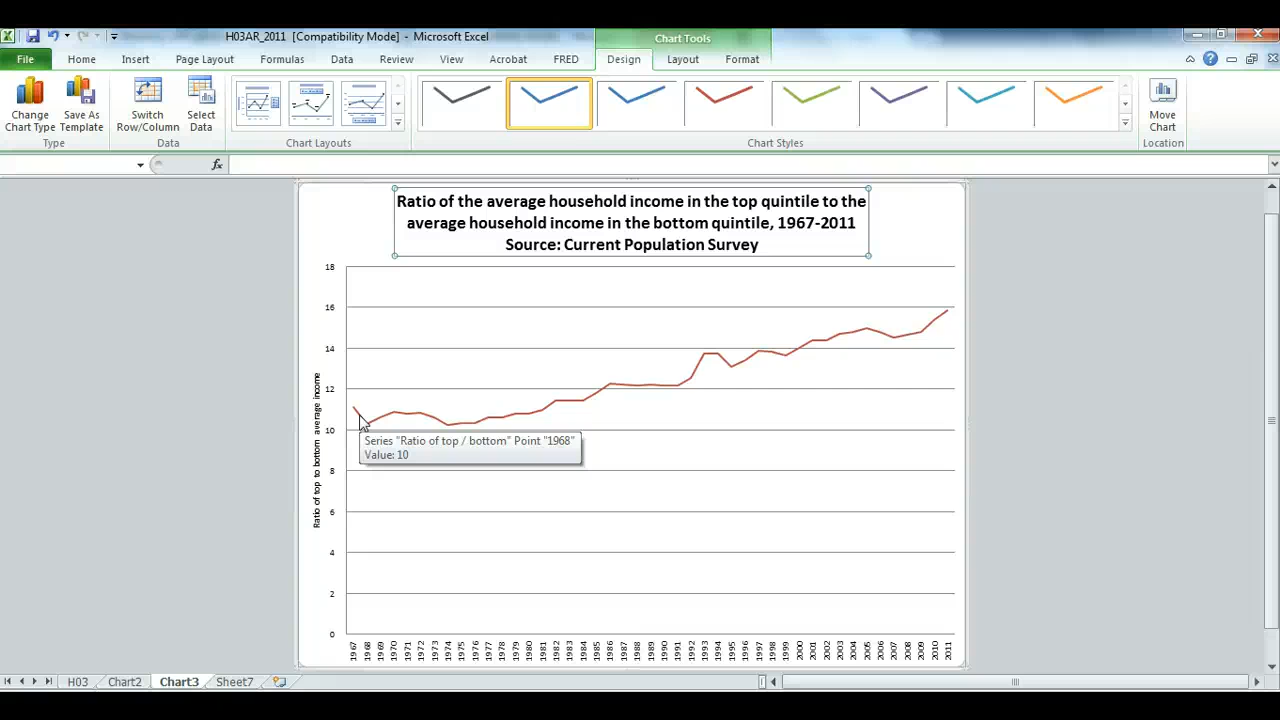 H03AR_2011 [Compatibility Mode] - Microsoft Excel
Chart Tools
File Home Insert Page Layout Formulas Data Review View Acrobat FRED Design Layout Format
Change Chart Type
Save As Template
Switch Row/Column
Select Data
Move Chart
Type Data Chart Layouts Chart Styles Location
fx
Ratio of the average household income in the top quintile to the
average household income in the bottom quintile, 1967-2011
Source: Current Population Survey
18
16
14
12
10
8
6
4
2
0
Ratio of top to bottom average income
Series "Ratio of top / bottom" Point "1968"
Value: 10
1967 1968 1969 1970 1971 1972 1973 1974 1975 1976 1977 1978 1979 1980 1981 1982 1983 1984 1985 1986 1987 1988 1989 1990 1991 1992 1993 1994 1995 1996 1997 1998 1999 2000 2001 2002 2003 2004 2005 2006 2007 2008 2009 2010 2011
H03 Chart2 Chart3 Sheet7